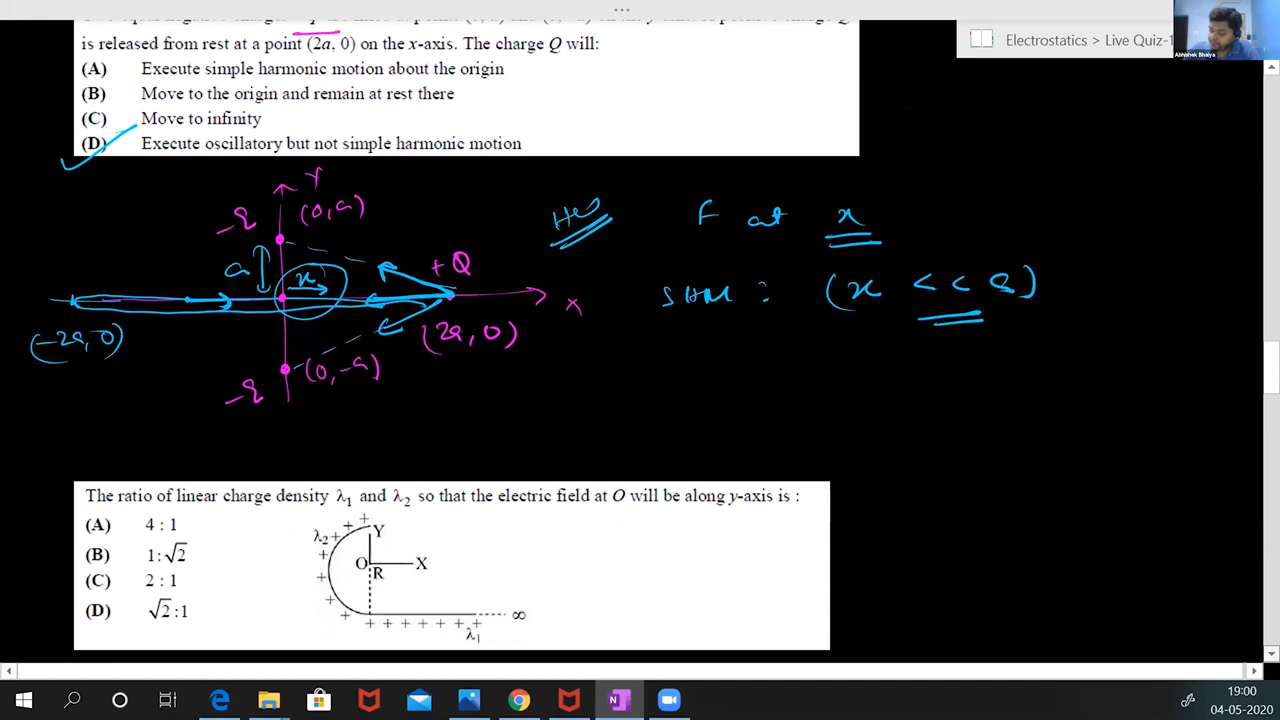 is released from rest at a point (2a, 0) on the x-axis. The charge Q will:
(A) Execute simple harmonic motion about the origin
(B) Move to the origin and remain at rest there
(C) Move to infinity
(D) Execute oscillatory but not simple harmonic motion
Electrostatics > Live Quiz-1
Abhishek Bhaiya
Y
-q (0, a)
a
x
+Q
X
(-2a, 0)
(2a, 0)
-q (0, -a)
F at x
SHM : (x << a)
The ratio of linear charge density λ₁ and λ₂ so that the electric field at O will be along y-axis is :
(A) 4 : 1
(B) 1:√2
(C) 2 : 1
(D) √2:1
λ₂
+ + + + + + +
Y
O
X
R
∞
+ + + + + + +
λ₁
19:00
04-05-2020